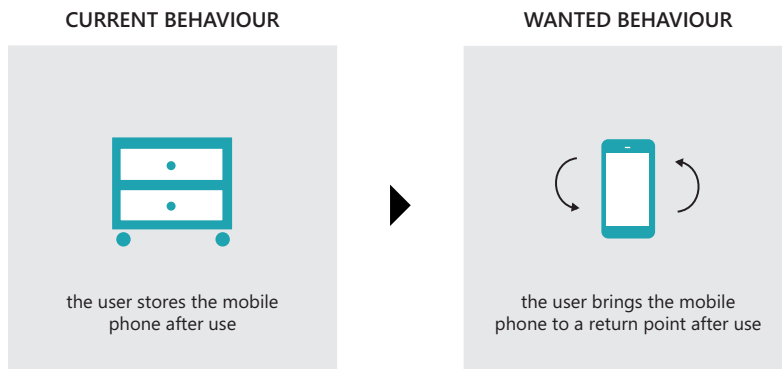 CURRENT BEHAVIOUR
the user stores the mobile
phone after use
WANTED BEHAVIOUR
the user brings the mobile
phone to a return point after use